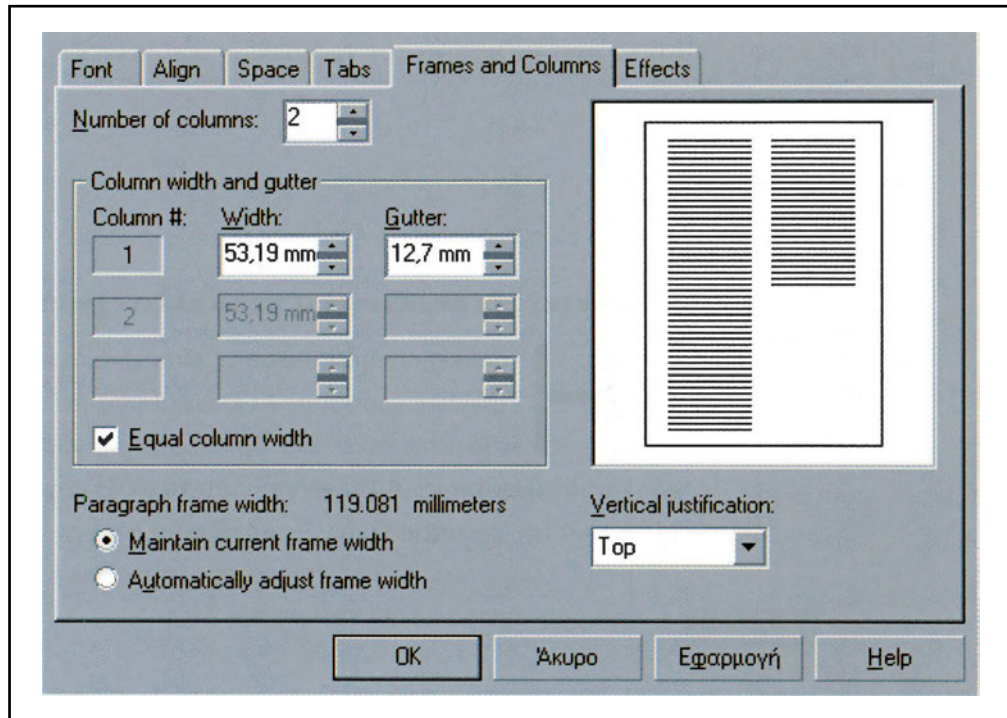 Font Align Space Tabs Frames and Columns Effects
Number of columns: 2
Column width and gutter
Column #: Width: Gutter:
1 53,19 mm 12,7 mm
2 53,19 mm
Equal column width
Paragraph frame width: 119.081 millimeters
Maintain current frame width
Automatically adjust frame width
Vertical justification:
Top
OK Άκυρο Εφαρμογή Help